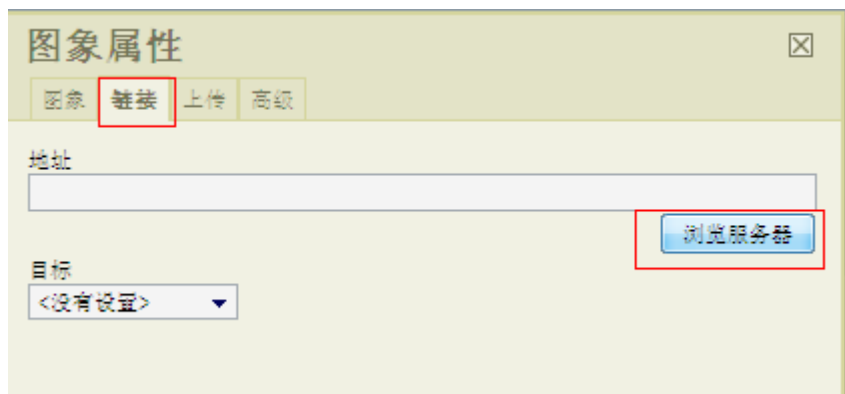 图象属性
图象 链接 上传 高级
地址
浏览服务器
目标
<没有设置>